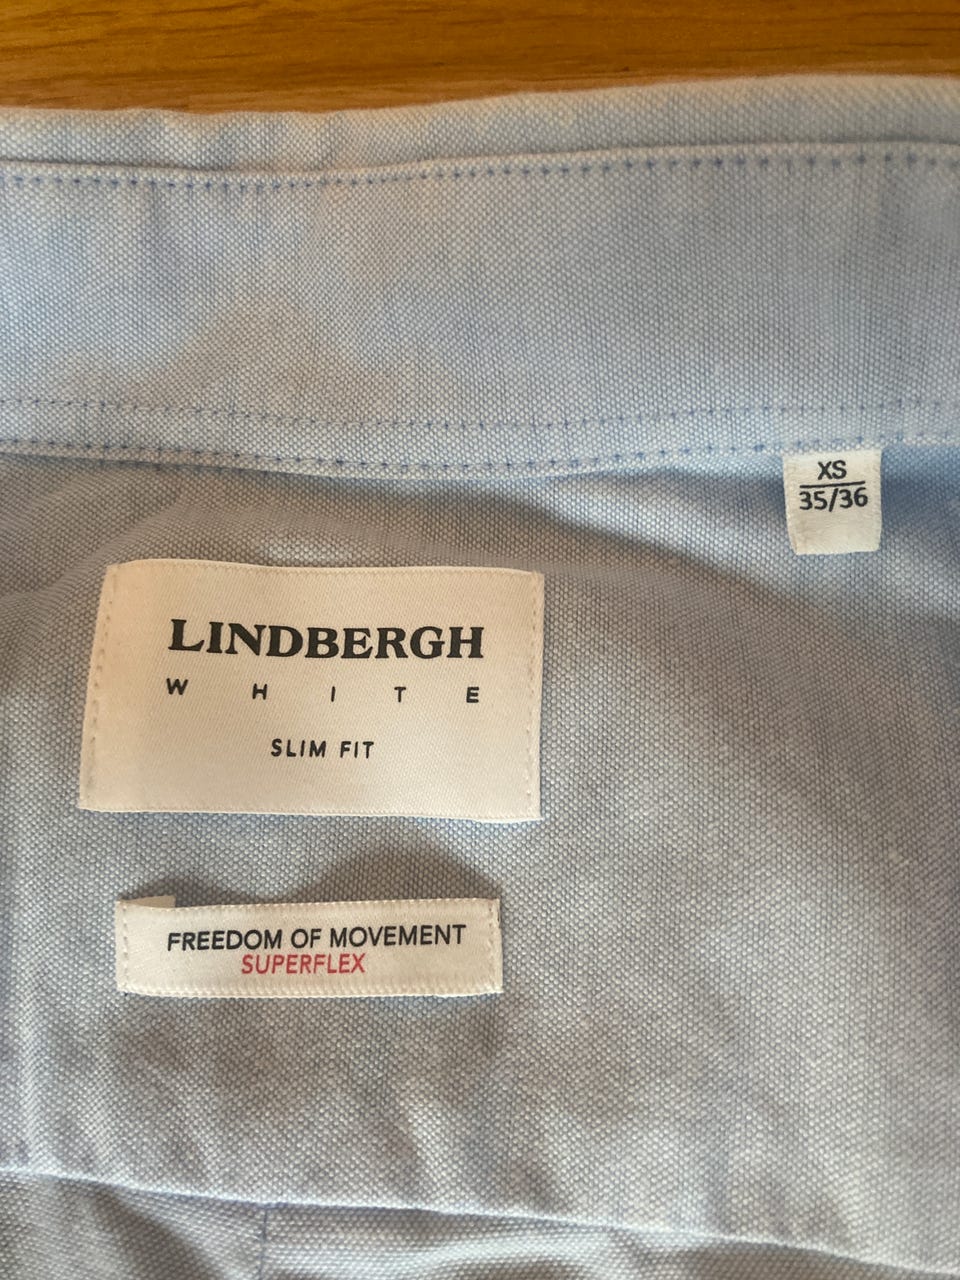 XS
35/36
LINDBERGH
WHITE
SLIM FIT
FREEDOM OF MOVEMENT
SUPERFLEX